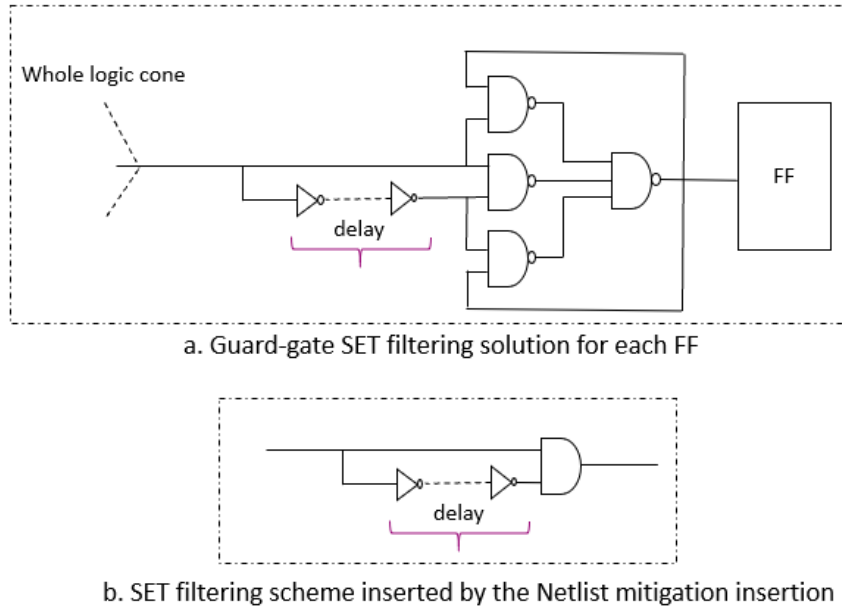 Whole logic cone
FF
delay
a. Guard-gate SET filtering solution for each FF
delay
b. SET filtering scheme inserted by the Netlist mitigation insertion